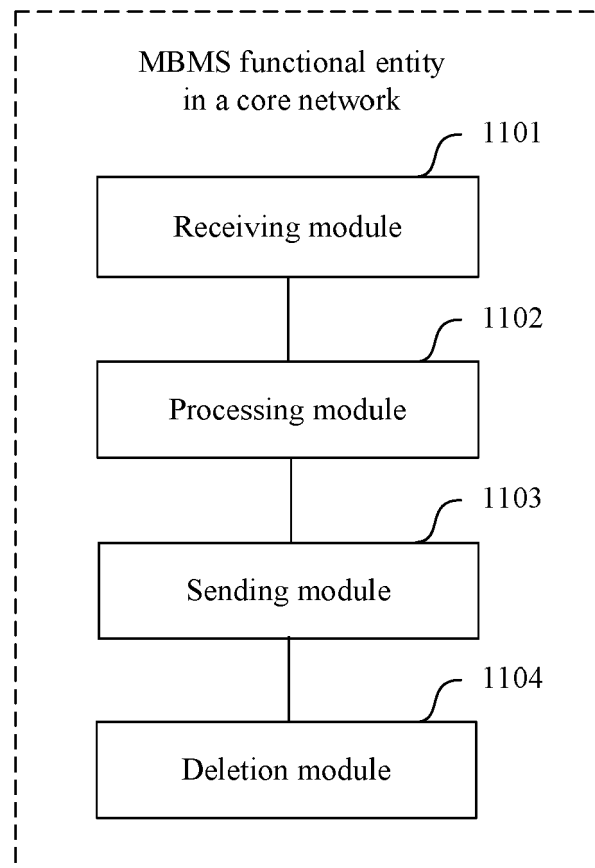 MBMS functional entity
in a core network
1101
Receiving module
1102
Processing module
1103
Sending module
1104
Deletion module